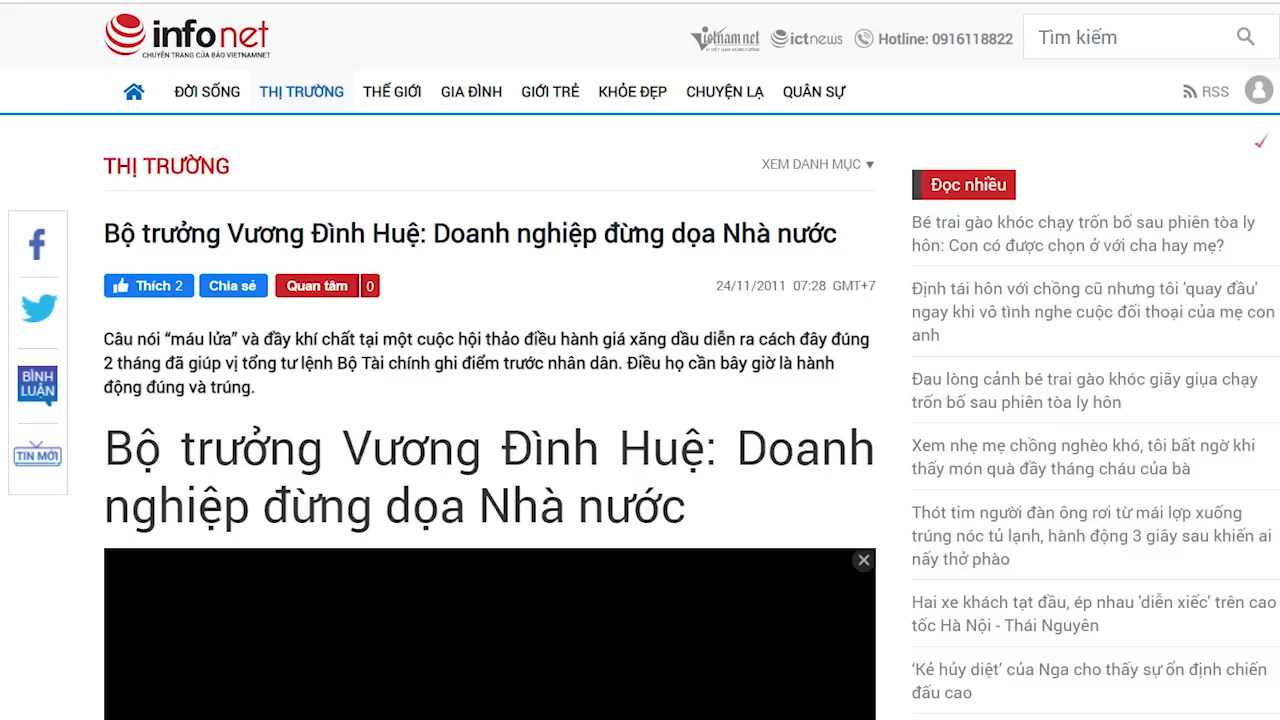 infonet
CHUYÊN TRANG CỦA BÁO VIETNAMNET
Vietnamnet
ictnews
Hotline: 0916118822
Tìm kiếm
ĐỜI SỐNG THỊ TRƯỜNG THẾ GIỚI GIA ĐÌNH GIỚI TRẺ KHỎE ĐẸP CHUYỆN LẠ QUÂN SỰ
RSS
THỊ TRƯỜNG
XEM DANH MỤC ▼
Bộ trưởng Vương Đình Huệ: Doanh nghiệp đừng dọa Nhà nước
Thích 2 Chia sẻ Quan tâm 0
24/11/2011 07:28 GMT+7
Câu nói “máu lửa” và đầy khí chất tại một cuộc hội thảo điều hành giá xăng dầu diễn ra cách đây đúng
2 tháng đã giúp vị tổng tư lệnh Bộ Tài chính ghi điểm trước nhân dân. Điều họ cần bây giờ là hành
động đúng và trúng.
Bộ trưởng Vương Đình Huệ: Doanh
nghiệp đừng dọa Nhà nước
BÌNH
LUẬN
TIN MỚI
Đọc nhiều
Bé trai gào khóc chạy trốn bố sau phiên tòa ly
hôn: Con có được chọn ở với cha hay mẹ?
Định tái hôn với chồng cũ nhưng tôi 'quay đầu'
ngay khi vô tình nghe cuộc đối thoại của mẹ con
anh
Đau lòng cảnh bé trai gào khóc giãy giụa chạy
trốn bố sau phiên tòa ly hôn
Xem nhẹ mẹ chồng nghèo khó, tôi bất ngờ khi
thấy món quà đầy tháng cháu của bà
Thót tim người đàn ông rơi từ mái lợp xuống
trúng nóc tủ lạnh, hành động 3 giây sau khiến ai
nấy thở phào
Hai xe khách tạt đầu, ép nhau 'diễn xiếc' trên cao
tốc Hà Nội - Thái Nguyên
‘Kẻ hủy diệt’ của Nga cho thấy sự ổn định chiến
đấu cao